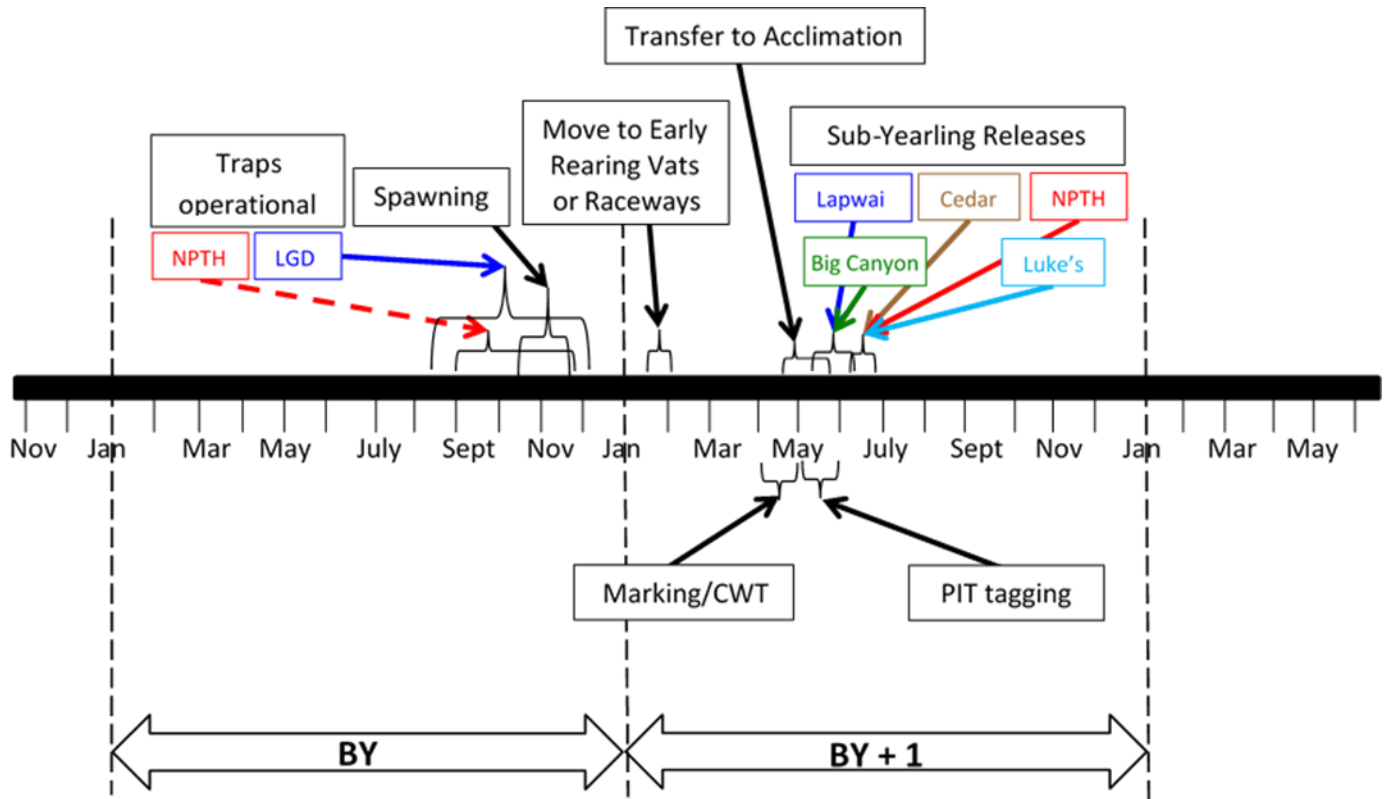 Transfer to Acclimation
Move to Early
Rearing Vats
or Raceways
Sub-Yearling Releases
Traps
operational
Spawning
Lapwai
Cedar
NPTH
NPTH
LGD
Big Canyon
Luke's
Nov Jan Mar May July Sept Nov Jan Mar May July Sept Nov Jan Mar May
Marking/CWT
PIT tagging
BY
BY + 1